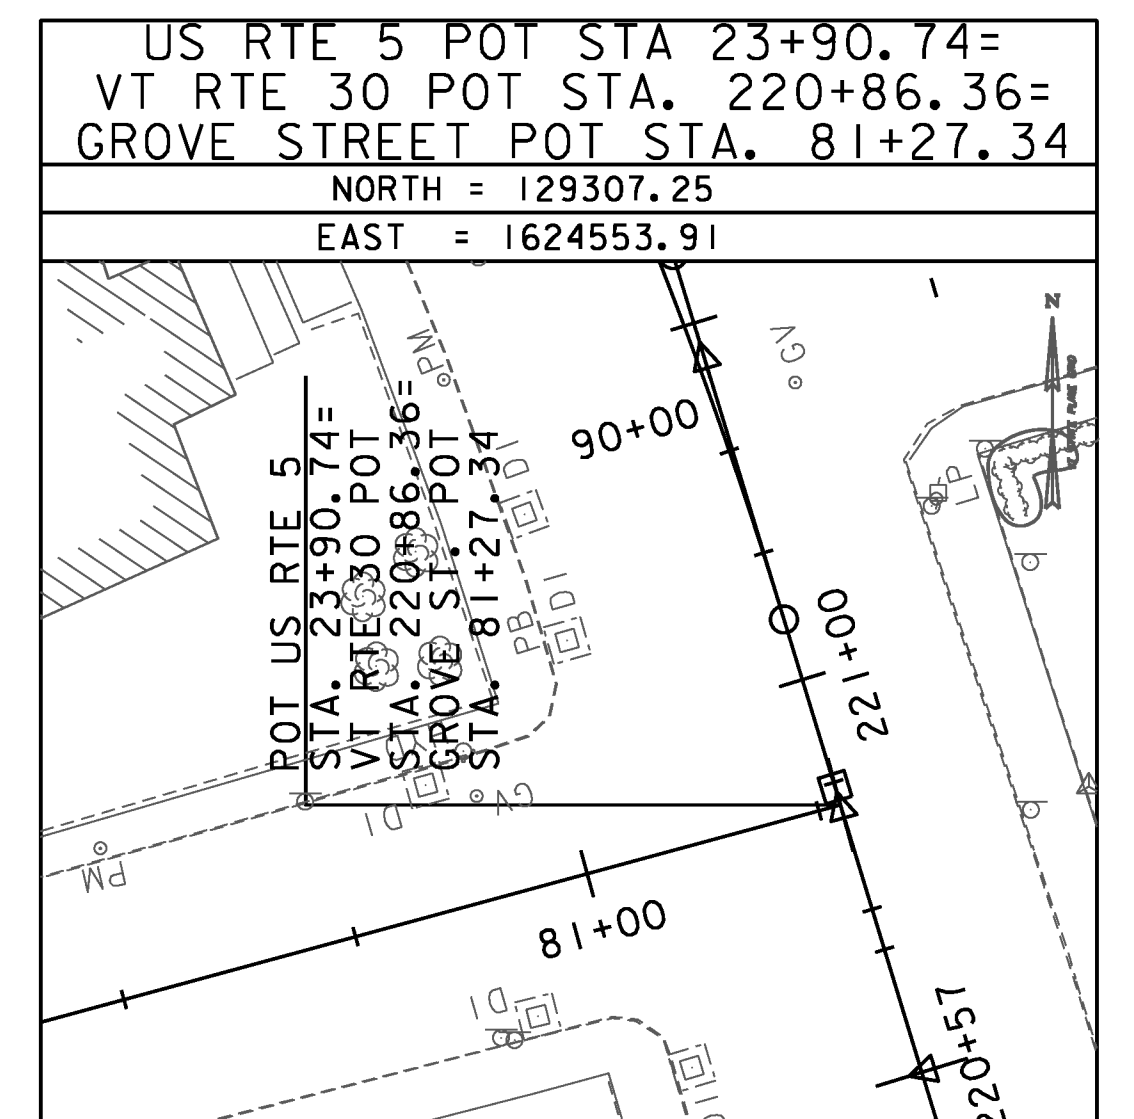 US RTE 5 POT STA 23+90.74=
VT RTE 30 POT STA. 220+86.36=
GROVE STREET POT STA. 81+27.34
NORTH = 129307.25
EAST = 1624553.91
N
PM
GV
90+00
POT US RTE 5
STA. 23+90.74=
VT RTE 30 POT
STA. 220+86.36=
GROVE ST. POT
STA. 81+27.34
DI
LP
DI
PB
221+00
GV
DI
PM
81+00
DI
220+57
DI